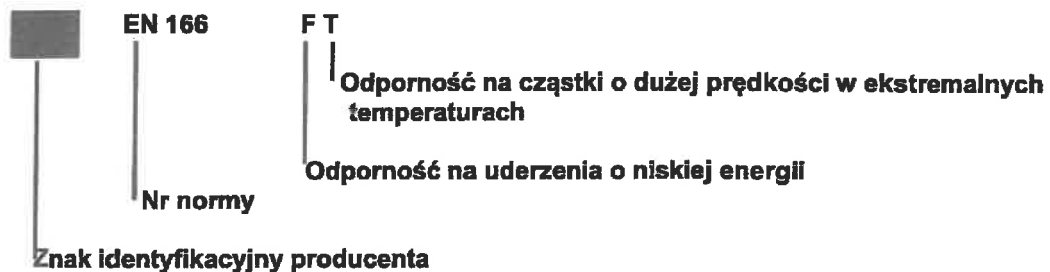 EN 166 F T
Odporność na cząstki o dużej prędkości w ekstremalnych
temperaturach
Odporność na uderzenia o niskiej energii
Nr normy
Znak identyfikacyjny producenta